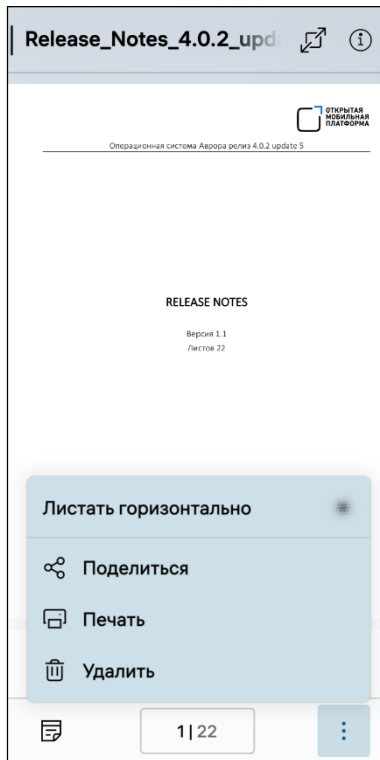 Release_Notes_4.0.2_upd
ОТКРЫТАЯ
МОБИЛЬНАЯ
ПЛАТФОРМА
Операционная система Аврора релиз 4.0.2 update 5
RELEASE NOTES
Версия 1.1
Листов 22
Листать горизонтально
Поделиться
Печать
Удалить
1|22